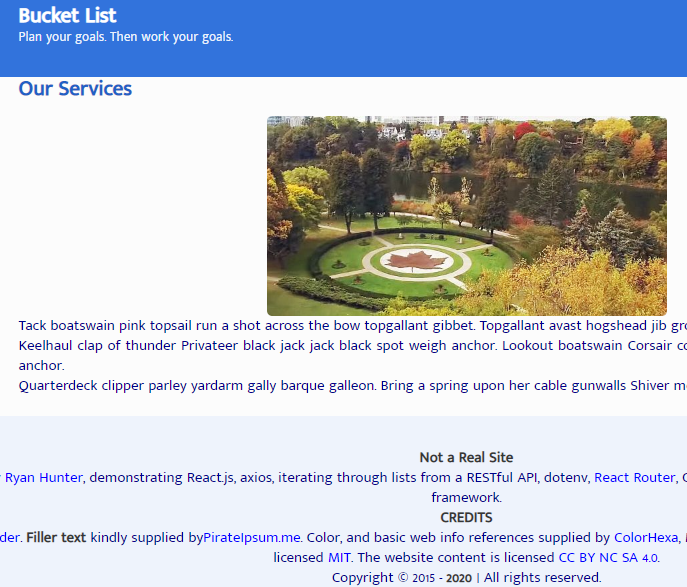 Bucket List
Plan your goals. Then work your goals.
Our Services
Tack boatswain pink topsail run a shot across the bow topgallant gibbet. Topgallant avast hogshead jib
Keelhaul clap of thunder Privateer black jack jack black spot weigh anchor. Lookout boatswain Corsair
anchor.
Quarterdeck clipper parley yardarm gally barque galleon. Bring a spring upon her cable gunwalls Shiver
Not a Real Site
Ryan Hunter, demonstrating React.js, axios, iterating through lists from a RESTful API, dotenv, React Router,
framework.
CREDITS
der. Filler text kindly supplied byPirateIpsum.me. Color, and basic web info references supplied by ColorHexa,
licensed MIT. The website content is licensed CC BY NC SA 4.0.
Copyright © 2015 - 2020 | All rights reserved.